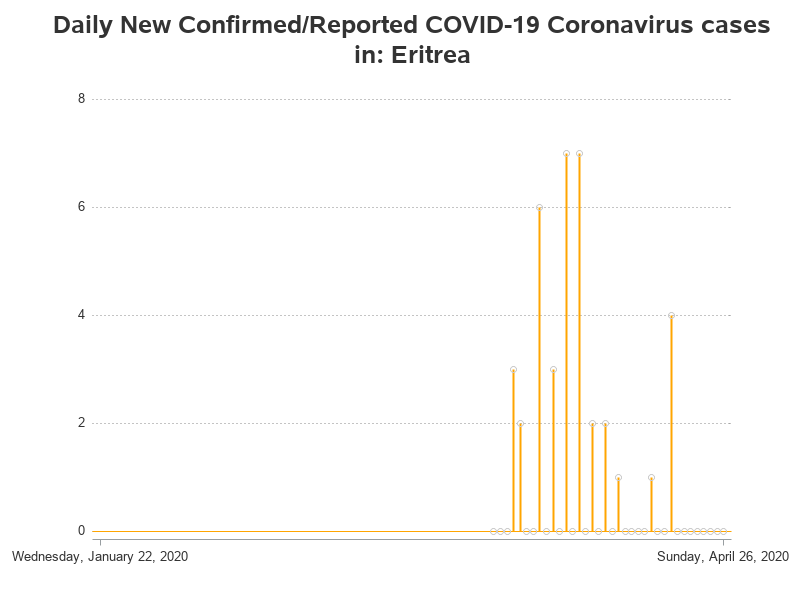 Daily New Confirmed/Reported COVID-19 Coronavirus cases
in: Eritrea
8
6
4
2
0
Wednesday, January 22, 2020
Sunday, April 26, 2020